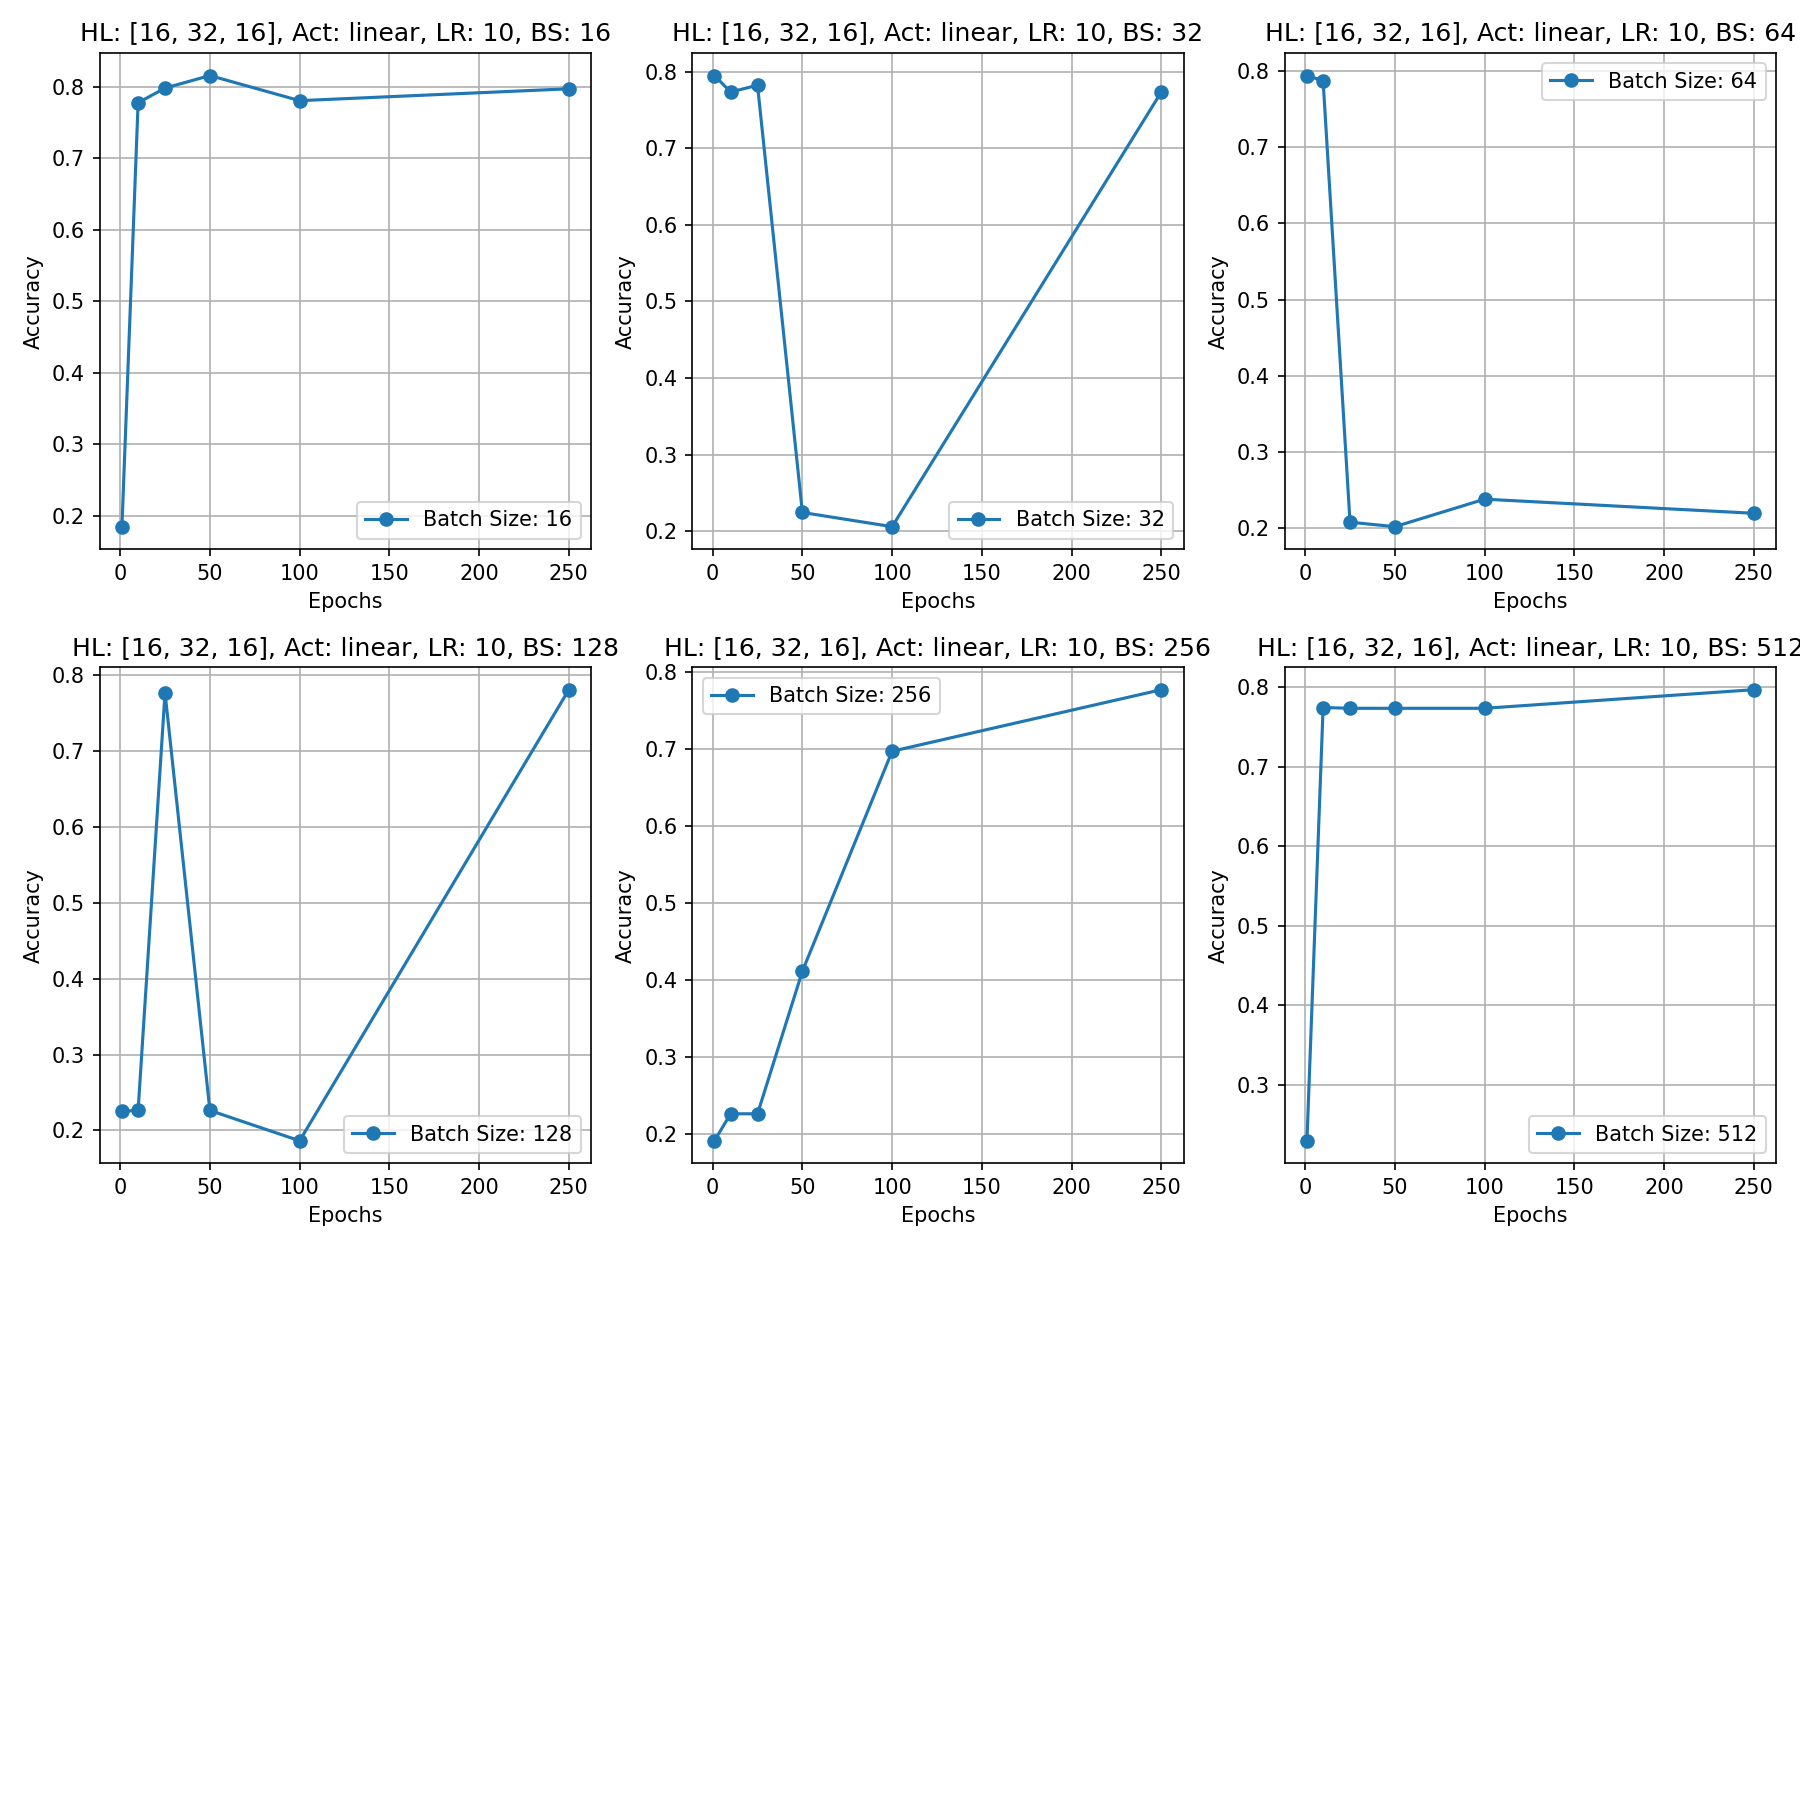 HL: [16, 32, 16], Act: linear, LR: 10, BS: 16
0.8
0.7
0.6
0.5
0.4
0.3
0.2
Accuracy
Batch Size: 16
0 50 100 150 200 250
Epochs
HL: [16, 32, 16], Act: linear, LR: 10, BS: 32
0.8
0.7
0.6
0.5
0.4
0.3
0.2
Accuracy
Batch Size: 32
0 50 100 150 200 250
Epochs
HL: [16, 32, 16], Act: linear, LR: 10, BS: 64
Batch Size: 64
0.8
0.7
0.6
0.5
0.4
0.3
0.2
Accuracy
0 50 100 150 200 250
Epochs
HL: [16, 32, 16], Act: linear, LR: 10, BS: 128
0.8
0.7
0.6
0.5
0.4
0.3
0.2
Accuracy
Batch Size: 128
0 50 100 150 200 250
Epochs
HL: [16, 32, 16], Act: linear, LR: 10, BS: 256
Batch Size: 256
0.8
0.7
0.6
0.5
0.4
0.3
0.2
Accuracy
0 50 100 150 200 250
Epochs
HL: [16, 32, 16], Act: linear, LR: 10, BS: 512
0.8
0.7
0.6
0.5
0.4
0.3
Accuracy
Batch Size: 512
0 50 100 150 200 250
Epochs